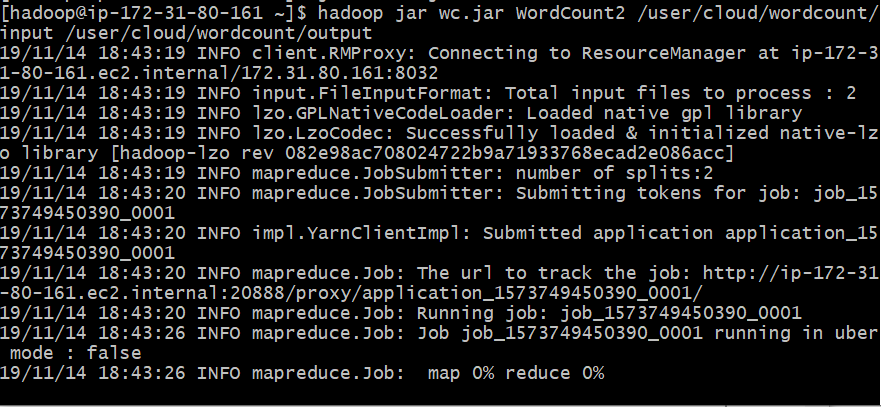 [hadoop@ip-172-31-80-161 ~]$ hadoop jar wc.jar WordCount2 /user/cloud/wordcount/
input /user/cloud/wordcount/output
19/11/14 18:43:19 INFO client.RMProxy: Connecting to ResourceManager at ip-172-3
1-80-161.ec2.internal/172.31.80.161:8032
19/11/14 18:43:19 INFO input.FileInputFormat: Total input files to process : 2
19/11/14 18:43:19 INFO lzo.GPLNativeCodeLoader: Loaded native gpl library
19/11/14 18:43:19 INFO lzo.LzoCodec: Successfully loaded & initialized native-lz
o library [hadoop-lzo rev 082e98ac708024722b9a71933768ecad2e086acc]
19/11/14 18:43:19 INFO mapreduce.JobSubmitter: number of splits:2
19/11/14 18:43:20 INFO mapreduce.JobSubmitter: Submitting tokens for job: job_15
73749450390_0001
19/11/14 18:43:20 INFO impl.YarnClientImpl: Submitted application application_15
73749450390_0001
19/11/14 18:43:20 INFO mapreduce.Job: The url to track the job: http://ip-172-31
-80-161.ec2.internal:20888/proxy/application_1573749450390_0001/
19/11/14 18:43:20 INFO mapreduce.Job: Running job: job_1573749450390_0001
19/11/14 18:43:26 INFO mapreduce.Job: Job job_1573749450390_0001 running in uber
 mode : false
19/11/14 18:43:26 INFO mapreduce.Job:  map 0% reduce 0%